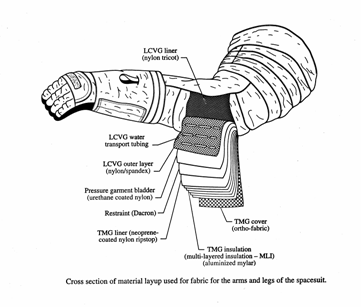 LCVG liner
(nylon tricot)
LCVG water
transport tubing
LCVG outer layer
(nylon/spandex)
Pressure garment bladder
(urethane coated nylon)
Restraint (Dacron)
TMG liner (neoprene-
coated nylon ripstop)
TMG cover
(ortho-fabric)
TMG insulation
(multi-layered insulation – MLI)
(aluminized mylar)
Cross section of material layup used for fabric for the arms and legs of the spacesuit.